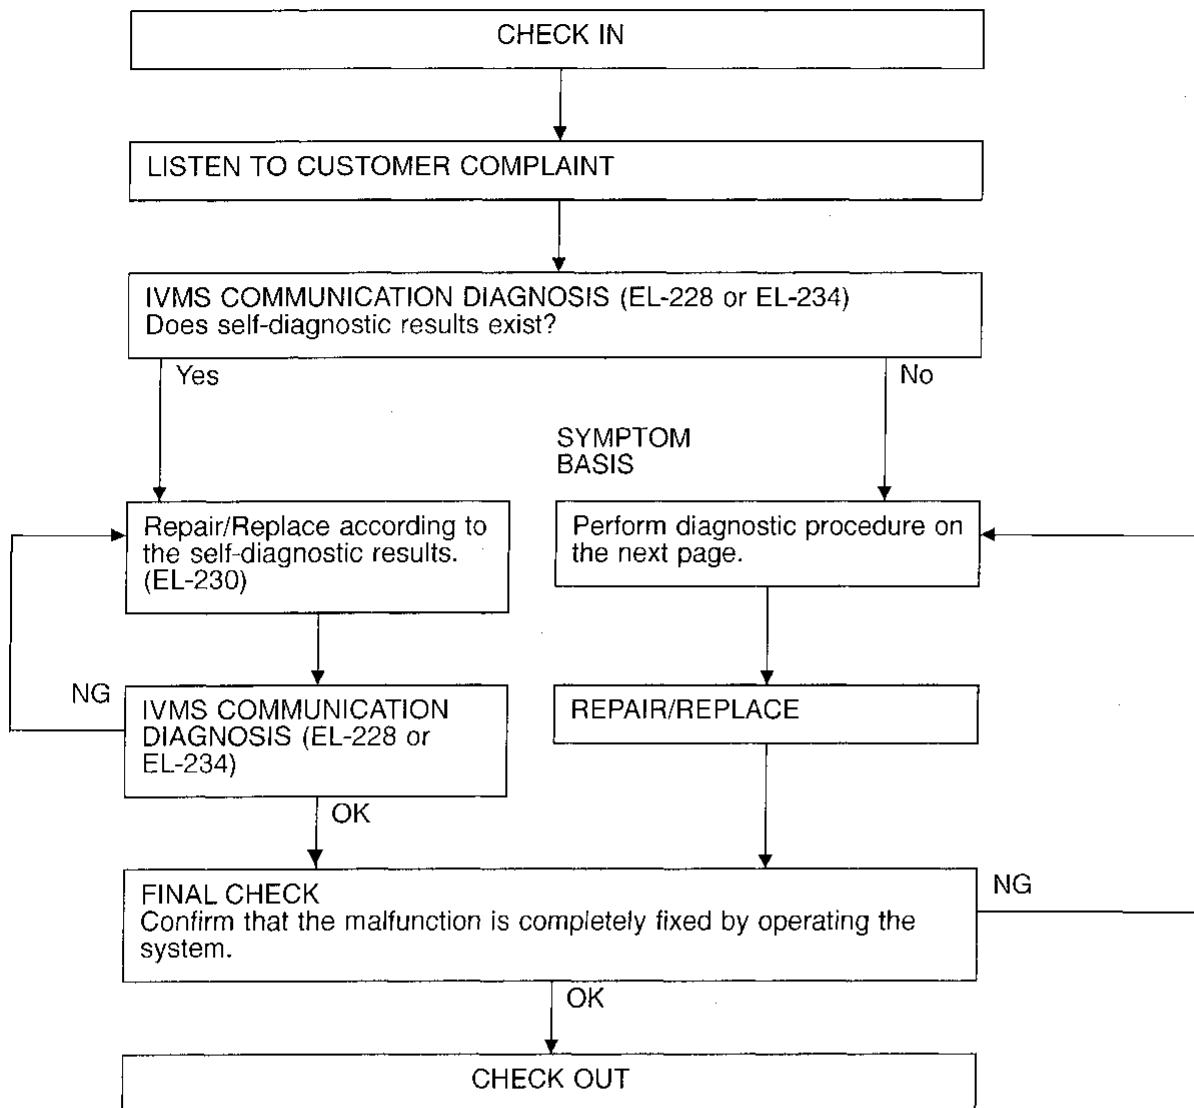 CHECK IN
LISTEN TO CUSTOMER COMPLAINT
IVMS COMMUNICATION DIAGNOSIS (EL-228 or EL-234)
Does self-diagnostic results exist?
Yes
No
SYMPTOM
BASIS
Repair/Replace according to
the self-diagnostic results.
(EL-230)
Perform diagnostic procedure on
the next page.
NG
IVMS COMMUNICATION
DIAGNOSIS (EL-228 or
EL-234)
REPAIR/REPLACE
OK
FINAL CHECK
Confirm that the malfunction is completely fixed by operating the
system.
NG
OK
CHECK OUT